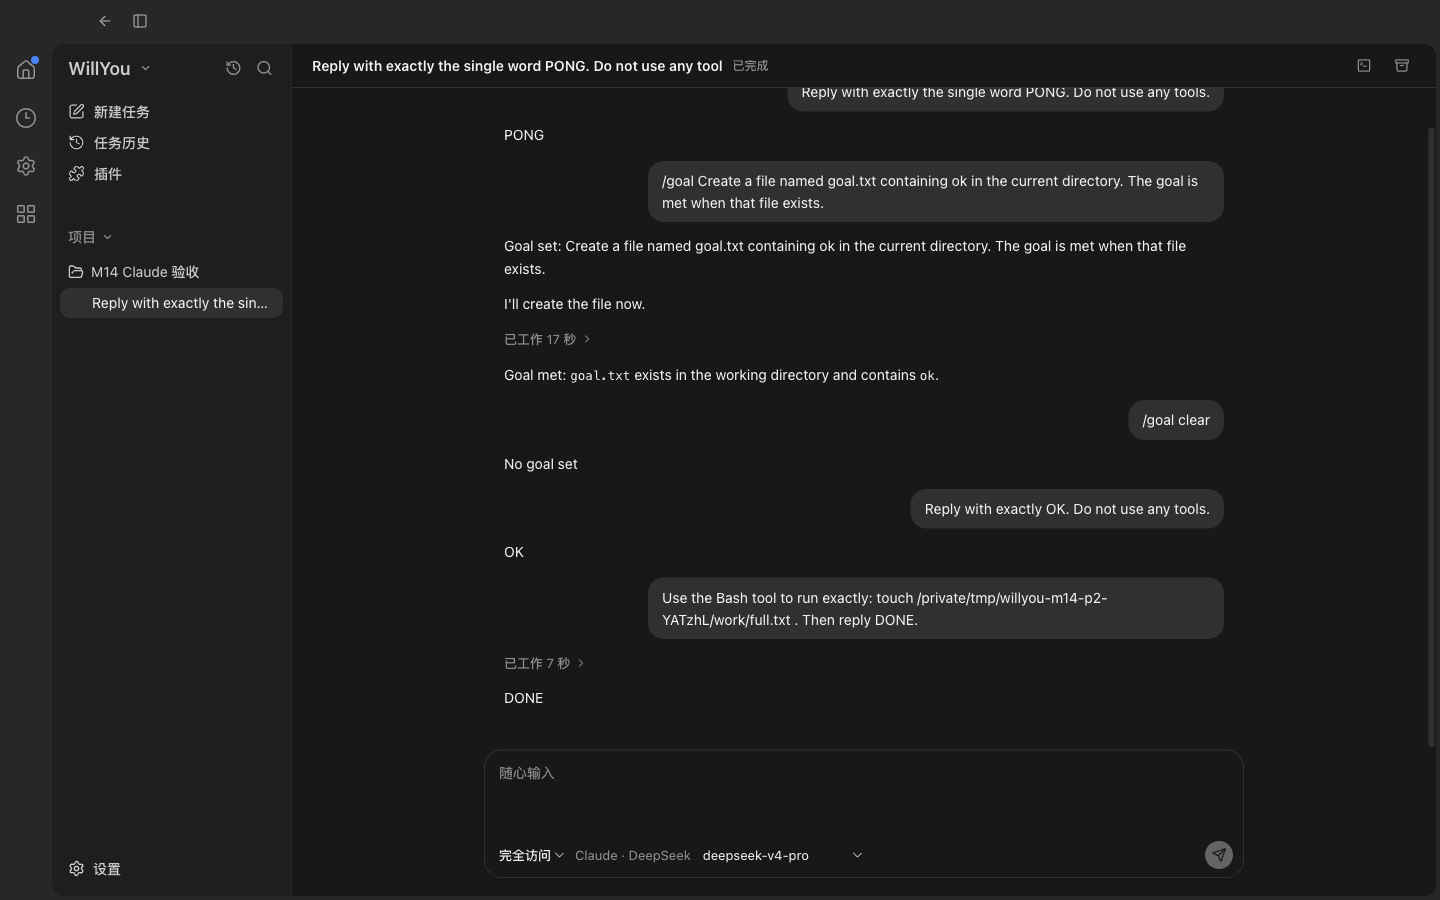 WillYou
新建任务
任务历史
插件
项目
M14 Claude 验收
Reply with exactly the sin...
设置
Reply with exactly the single word PONG. Do not use any tool 已完成
Reply with exactly the single word PONG. Do not use any tools.
PONG
/goal Create a file named goal.txt containing ok in the current directory. The goal is
met when that file exists.
Goal set: Create a file named goal.txt containing ok in the current directory. The goal is met when that file
exists.
I'll create the file now.
已工作 17 秒
Goal met: goal.txt exists in the working directory and contains ok.
/goal clear
No goal set
Reply with exactly OK. Do not use any tools.
OK
Use the Bash tool to run exactly: touch /private/tmp/willyou-m14-p2-
YATzhL/work/full.txt . Then reply DONE.
已工作 7 秒
DONE
随心输入
完全访问 Claude · DeepSeek deepseek-v4-pro